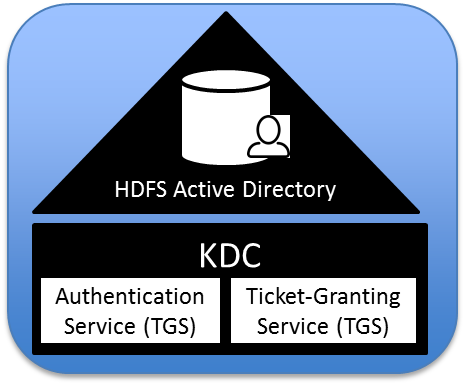 HDFS Active Directory
KDC
Authentication
Service (TGS)
Ticket-Granting
Service (TGS)